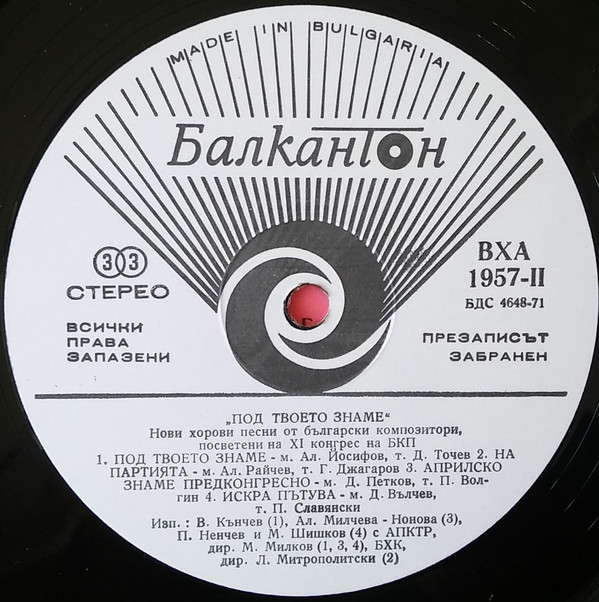 MADE IN BULGARIA
Балкантон
33
СТЕРЕО
ВСИЧКИ
ПРАВА
ЗАПАЗЕНИ
ВХА
1957-II
БДС 4648-71
ПРЕЗАПИСЪТ
ЗАБРАНЕН
„ПОД ТВОЕТО ЗНАМЕ“
Нови хорови песни от български композитори,
посветени на XI конгрес на БКП
1. ПОД ТВОЕТО ЗНАМЕ - м. Ал. Йосифов, т. Д. Точев 2. НА
ПАРТИЯТА - м. Ал. Райчев, т. Г. Джагаров 3. АПРИЛСКО
ЗНАМЕ ПРЕДКОНГРЕСНО - м. Д. Петков, т. П. Вол-
гин 4. ИСКРА ПЪТУВА - м. Д. Вълчев,
т. П. Славянски
Изп. : В. Кънчев (1), Ал. Милчева - Нонова (3),
П. Ненчев и М. Шишков (4) с АПКТР,
дир. М. Милков (1, 3, 4), БХК,
дир. Л. Митрополитски (2)